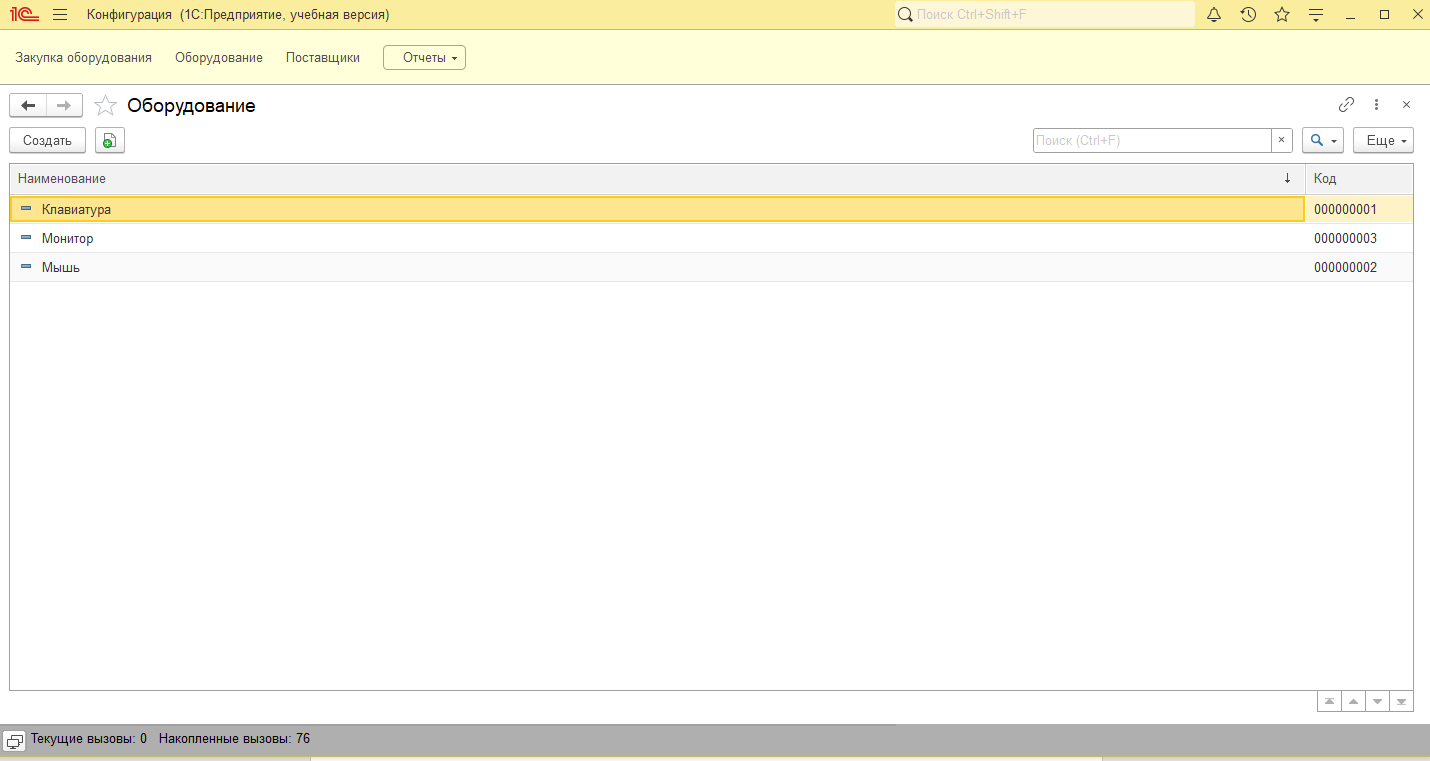 1С Конфигурация (1С:Предприятие, учебная версия) Поиск Ctrl+Shift+F
Закупка оборудования Оборудование Поставщики Отчеты
Оборудование
Создать Поиск (Ctrl+F) × Еще
Наименование ↓ Код
Клавиатура 000000001
Монитор 000000003
Мышь 000000002
Текущие вызовы: 0 Накопленные вызовы: 76